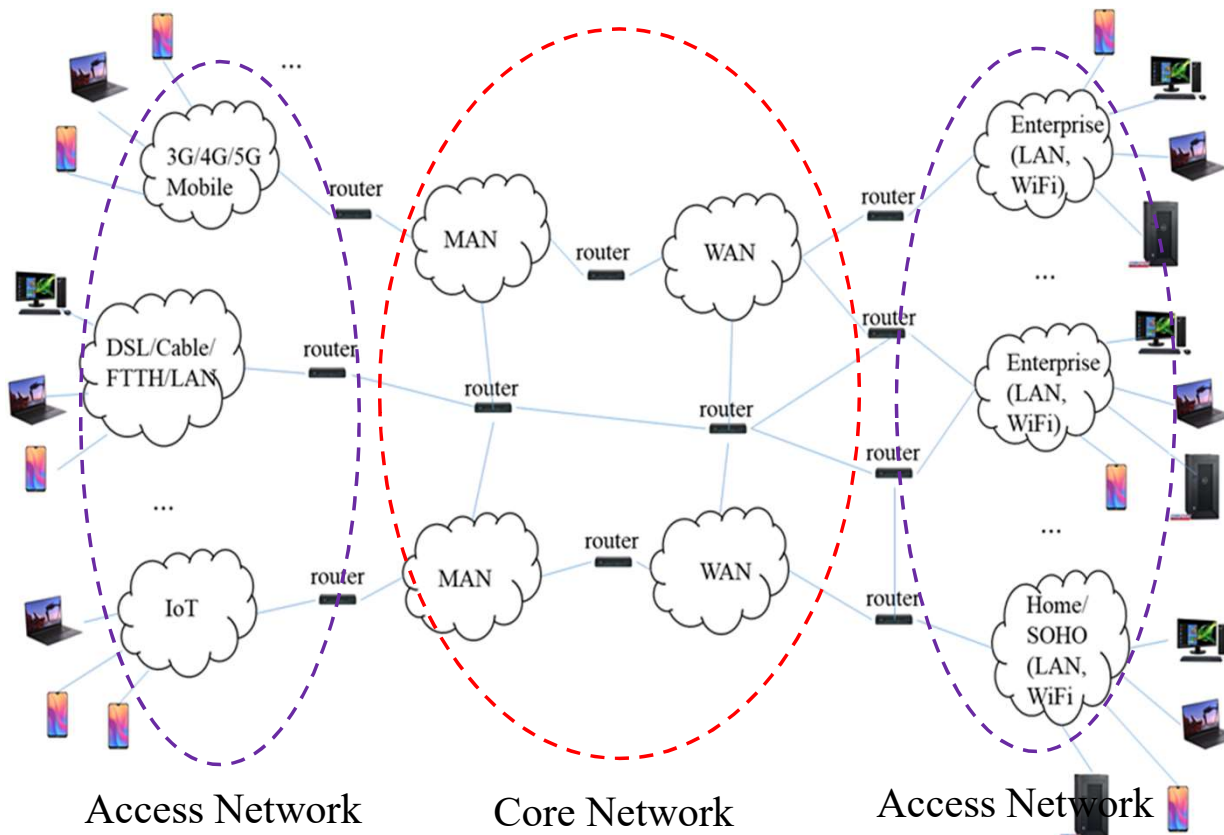 ...
3G/4G/5G
Mobile
router
MAN
router
WAN
router
Enterprise
(LAN,
WiFi)
...
DSL/Cable/
FTTH/LAN
router
router
router
router
Enterprise
(LAN,
WiFi)
router
...
IoT
router
MAN
router
WAN
router
...
Home/
SOHO
(LAN,
WiFi
Access Network
Core Network
Access Network